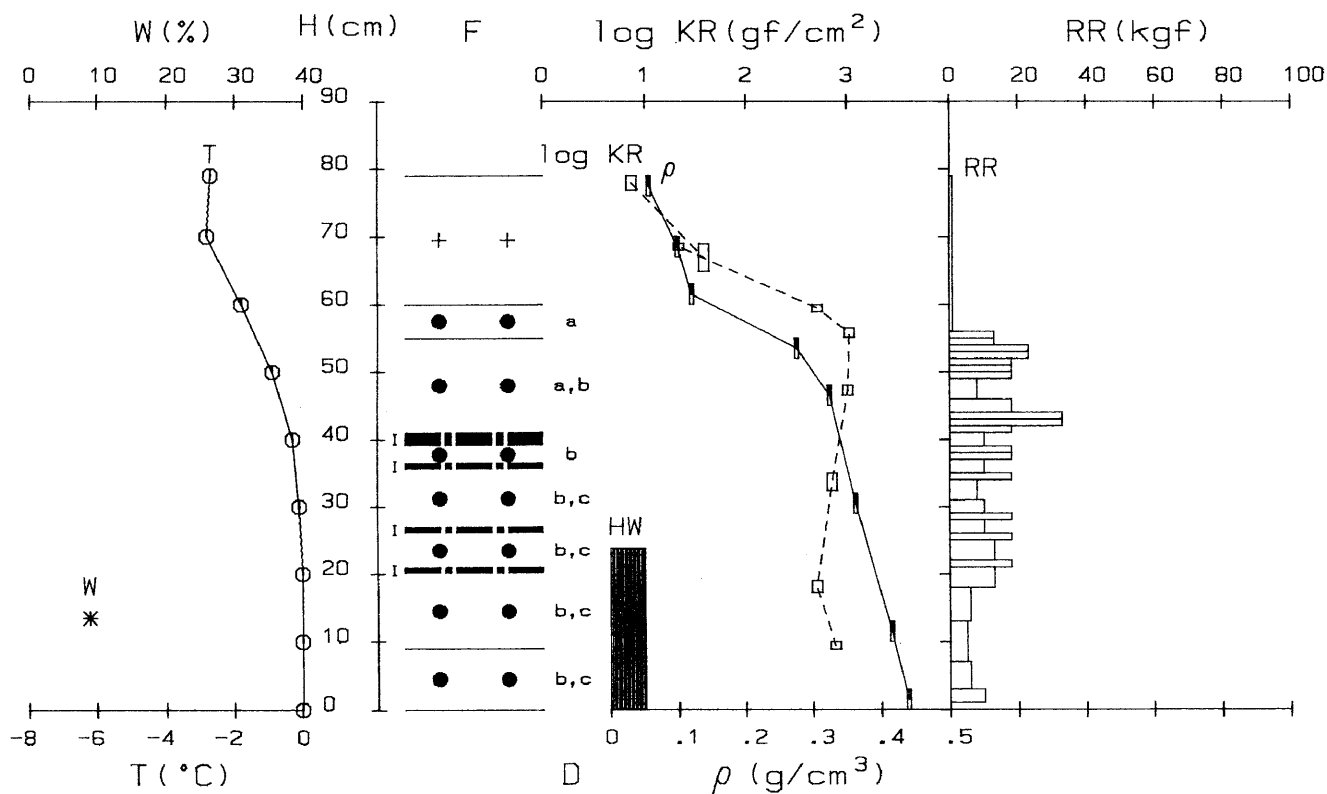 W(%) H(cm) F log KR(gf/cm²) RR(kgf)
0 10 20 30 40 0 1 2 3 0 20 40 60 80 100
90
T log KR ρ RR
80
70
+ +
60
a
50
a,b
40 I
b
I
30 b,c
I HW
b,c
20 I
W
* b,c
10
b,c
0
-8 -6 -4 -2 0 0 .1 .2 .3 .4 .5
T(°C) D ρ (g/cm³)